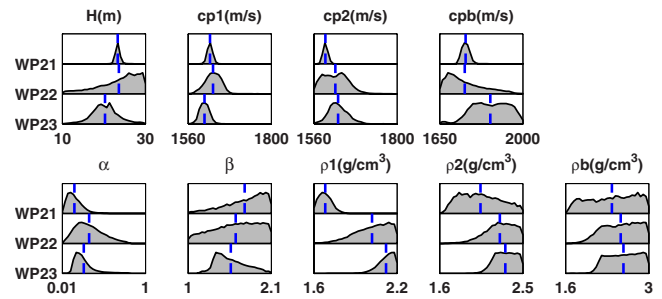 H(m) cp1(m/s) cp2(m/s) cpb(m/s)
WP21
WP22
WP23
10 30 1560 1800 1560 1800 1650 2000
α β ρ1(g/cm³) ρ2(g/cm³) ρb(g/cm³)
WP21
WP22
WP23
0.01 1 1 2.1 1.6 2.2 1.6 2.5 1.6 3